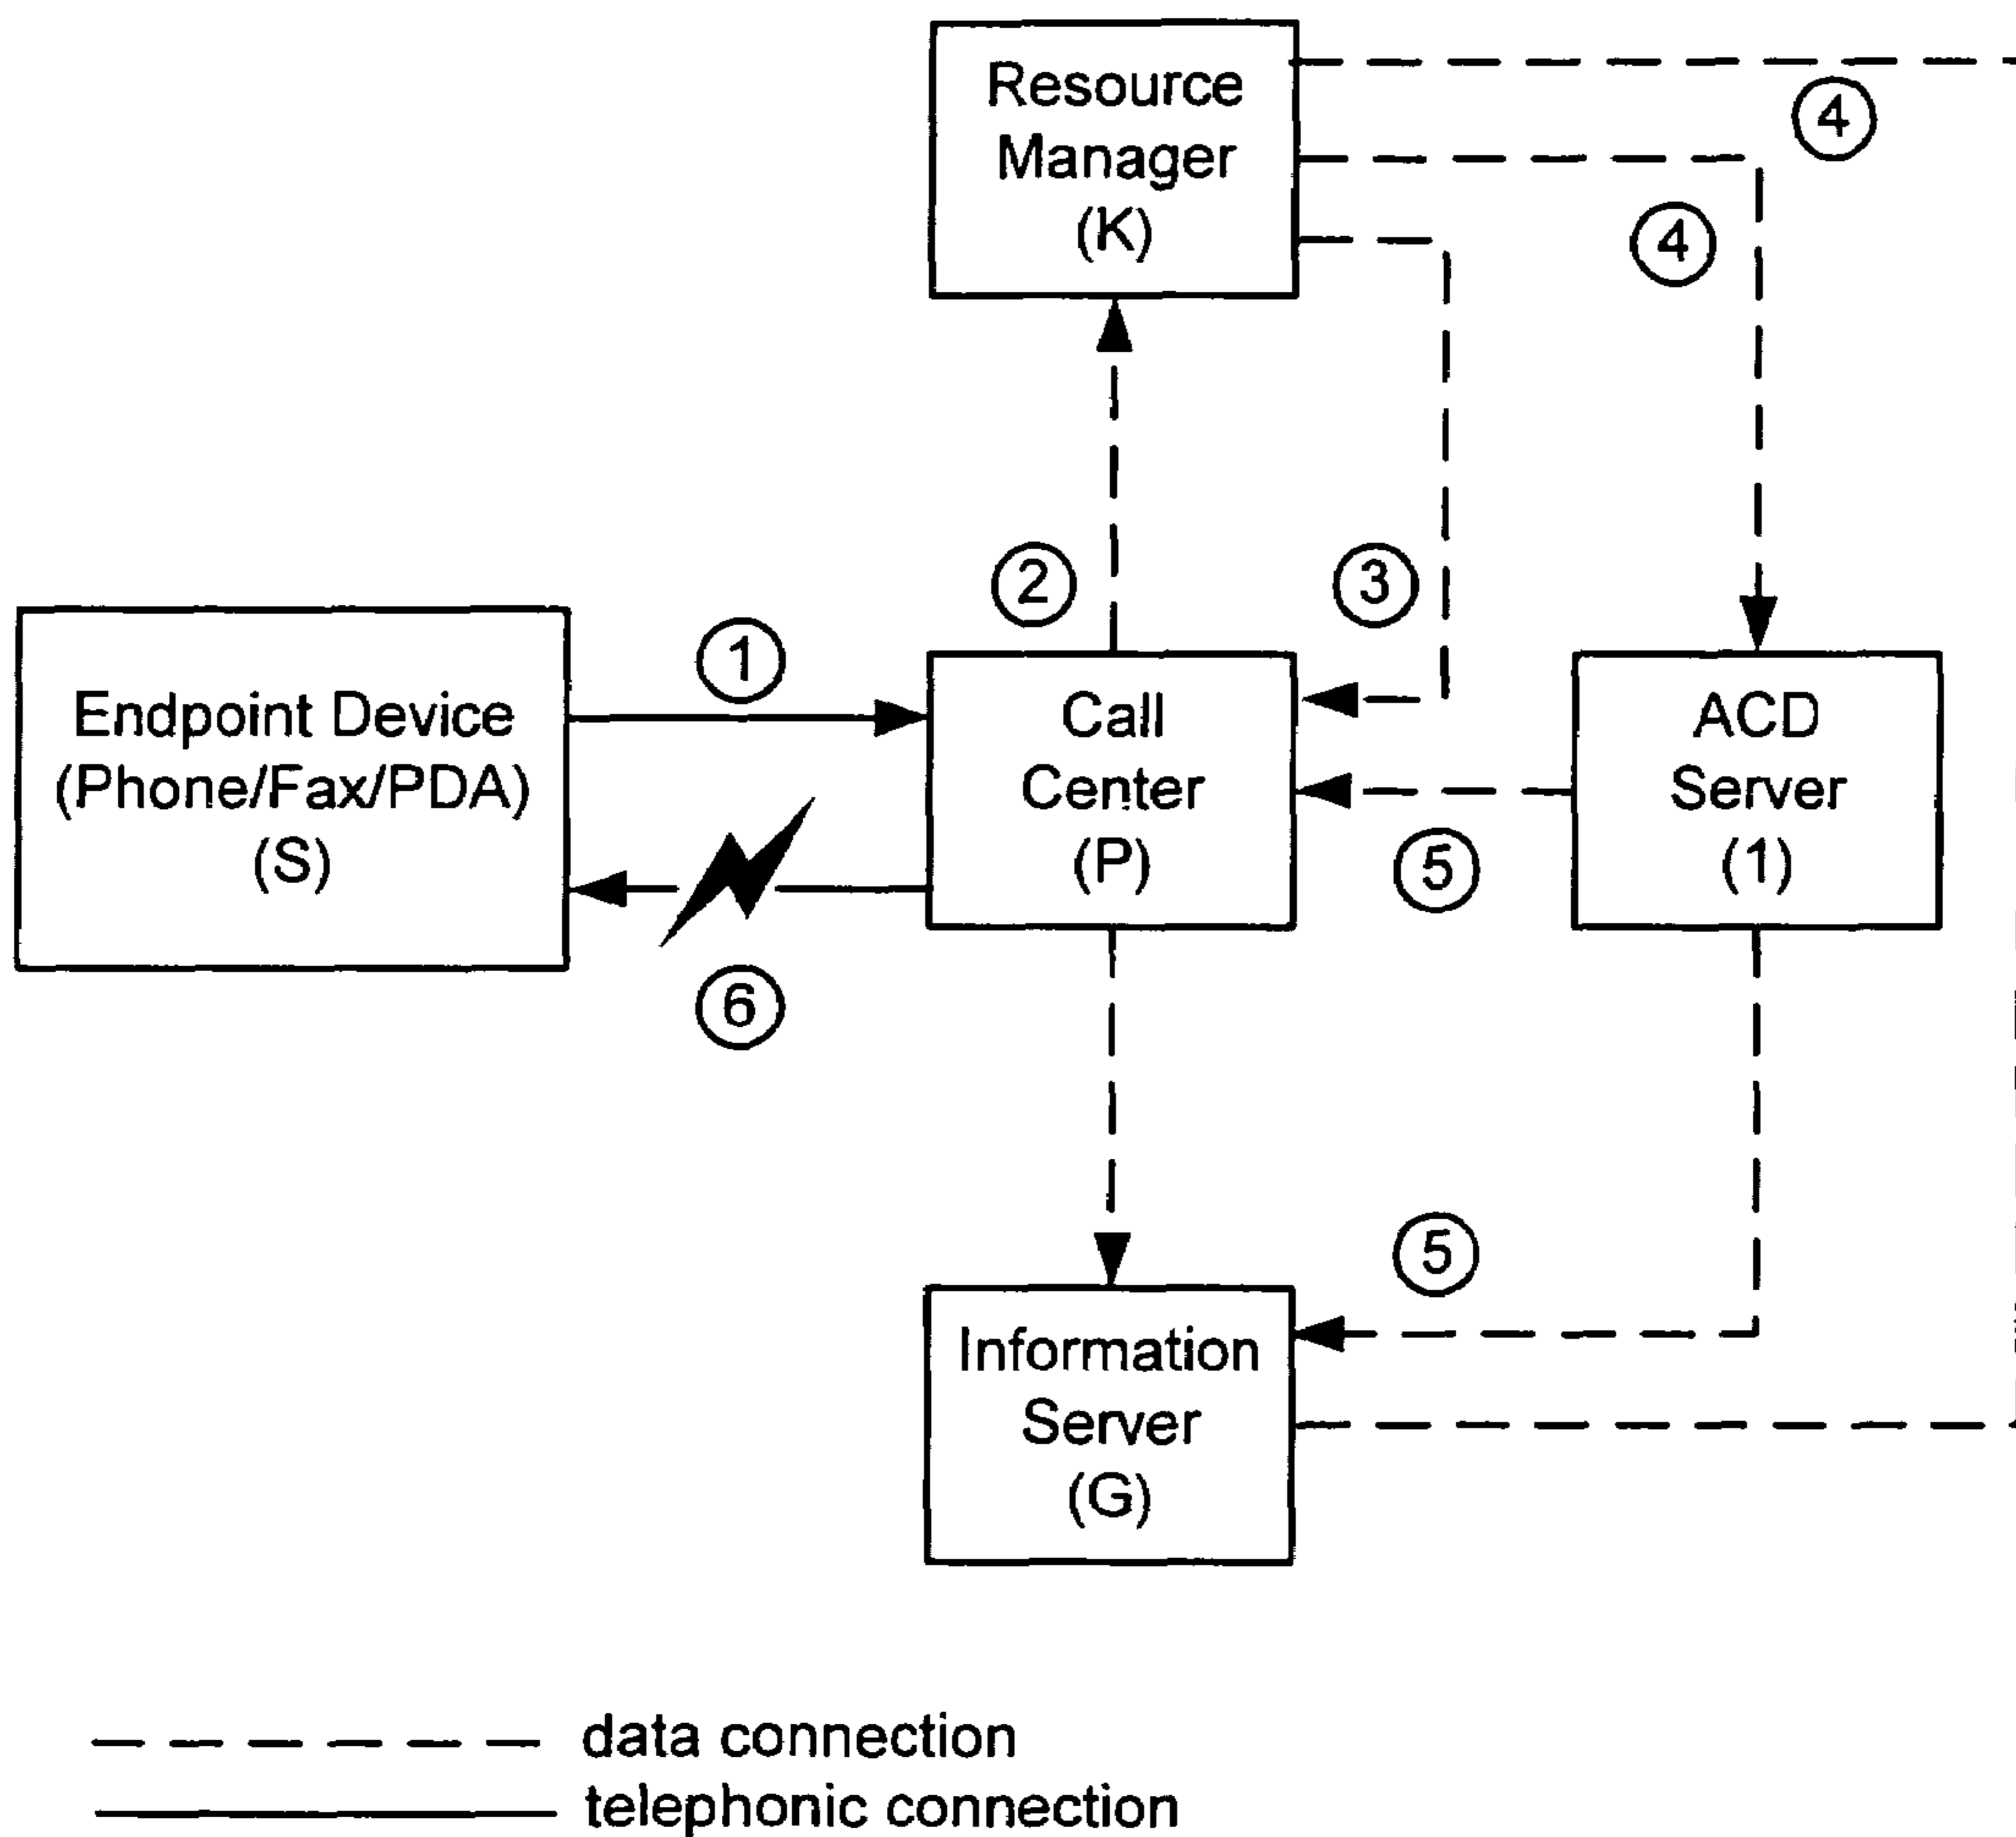 Resource
Manager
(K)
4
4
2
3
1
Endpoint Device
(Phone/Fax/PDA)
(S)
Call
Center
(P)
ACD
Server
(1)
5
6
5
Information
Server
(G)
data connection
telephonic connection